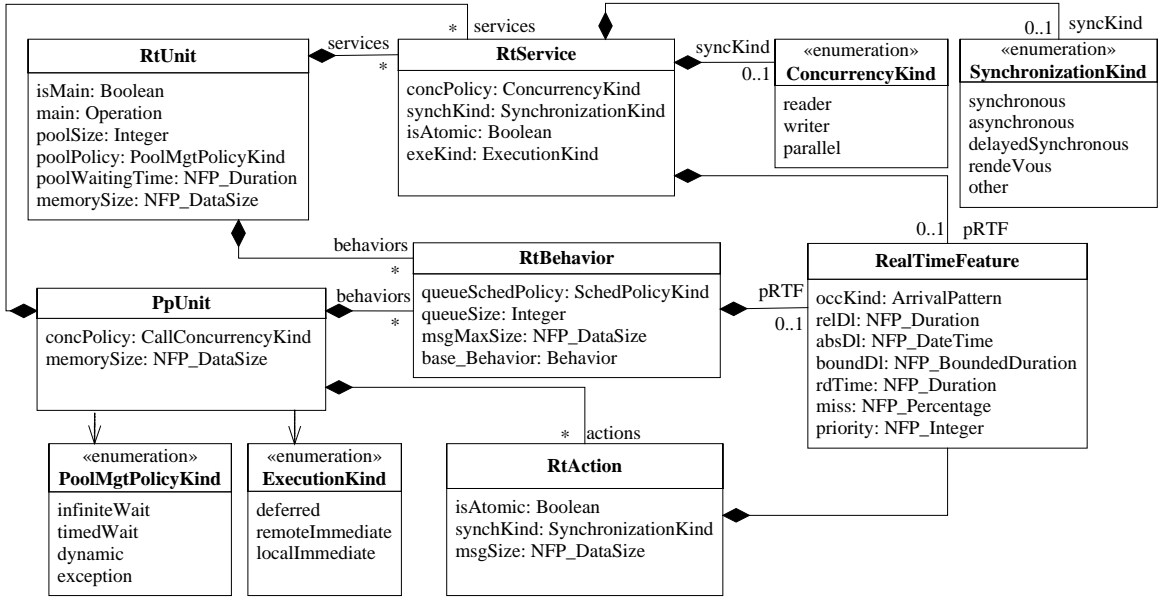 * services
0..1 syncKind
RtUnit
isMain: Boolean
main: Operation
poolSize: Integer
poolPolicy: PoolMgtPolicyKind
poolWaitingTime: NFP_Duration
memorySize: NFP_DataSize
services
*
RtService
concPolicy: ConcurrencyKind
synchKind: SynchronizationKind
isAtomic: Boolean
exeKind: ExecutionKind
syncKind
0..1
«enumeration»
ConcurrencyKind
reader
writer
parallel
«enumeration»
SynchronizationKind
synchronous
asynchronous
delayedSynchronous
rendeVous
other
0..1 pRTF
behaviors
*
RtBehavior
queueSchedPolicy: SchedPolicyKind
queueSize: Integer
msgMaxSize: NFP_DataSize
base_Behavior: Behavior
pRTF
0..1
RealTimeFeature
occKind: ArrivalPattern
relDl: NFP_Duration
absDl: NFP_DateTime
boundDl: NFP_BoundedDuration
rdTime: NFP_Duration
miss: NFP_Percentage
priority: NFP_Integer
PpUnit
concPolicy: CallConcurrencyKind
memorySize: NFP_DataSize
behaviors
*
* actions
«enumeration»
PoolMgtPolicyKind
infiniteWait
timedWait
dynamic
exception
«enumeration»
ExecutionKind
deferred
remoteImmediate
localImmediate
RtAction
isAtomic: Boolean
synchKind: SynchronizationKind
msgSize: NFP_DataSize